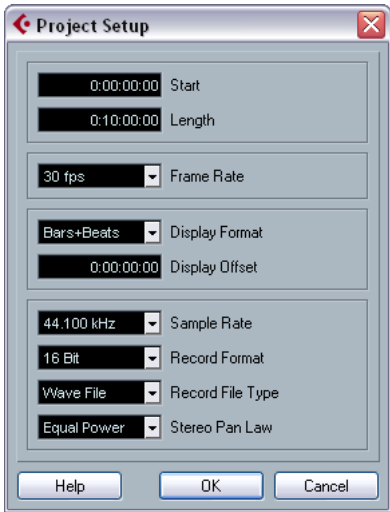 Project Setup
0:00:00:00 Start
0:10:00:00 Length
30 fps Frame Rate
Bars+Beats Display Format
0:00:00:00 Display Offset
44.100 kHz Sample Rate
16 Bit Record Format
Wave File Record File Type
Equal Power Stereo Pan Law
Help OK Cancel